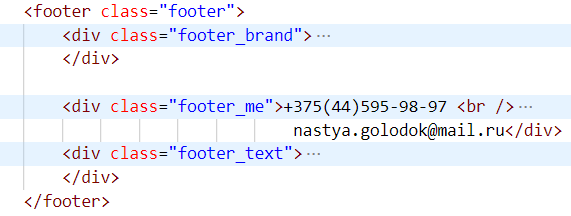 <footer class="footer">
<div class="footer_brand">···
</div>
<div class="footer_me">+375(44)595-98-97 <br />···
nastya.golodok@mail.ru</div>
<div class="footer_text">···
</div>
</footer>